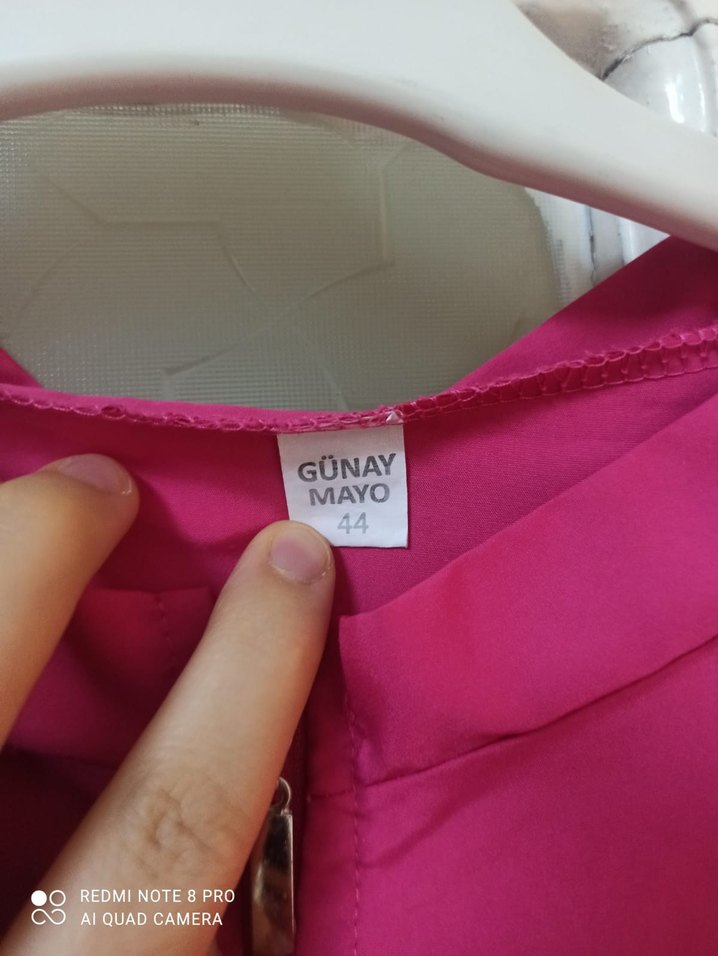 GÜNAY
MAYO
44
REDMI NOTE 8 PRO
AI QUAD CAMERA